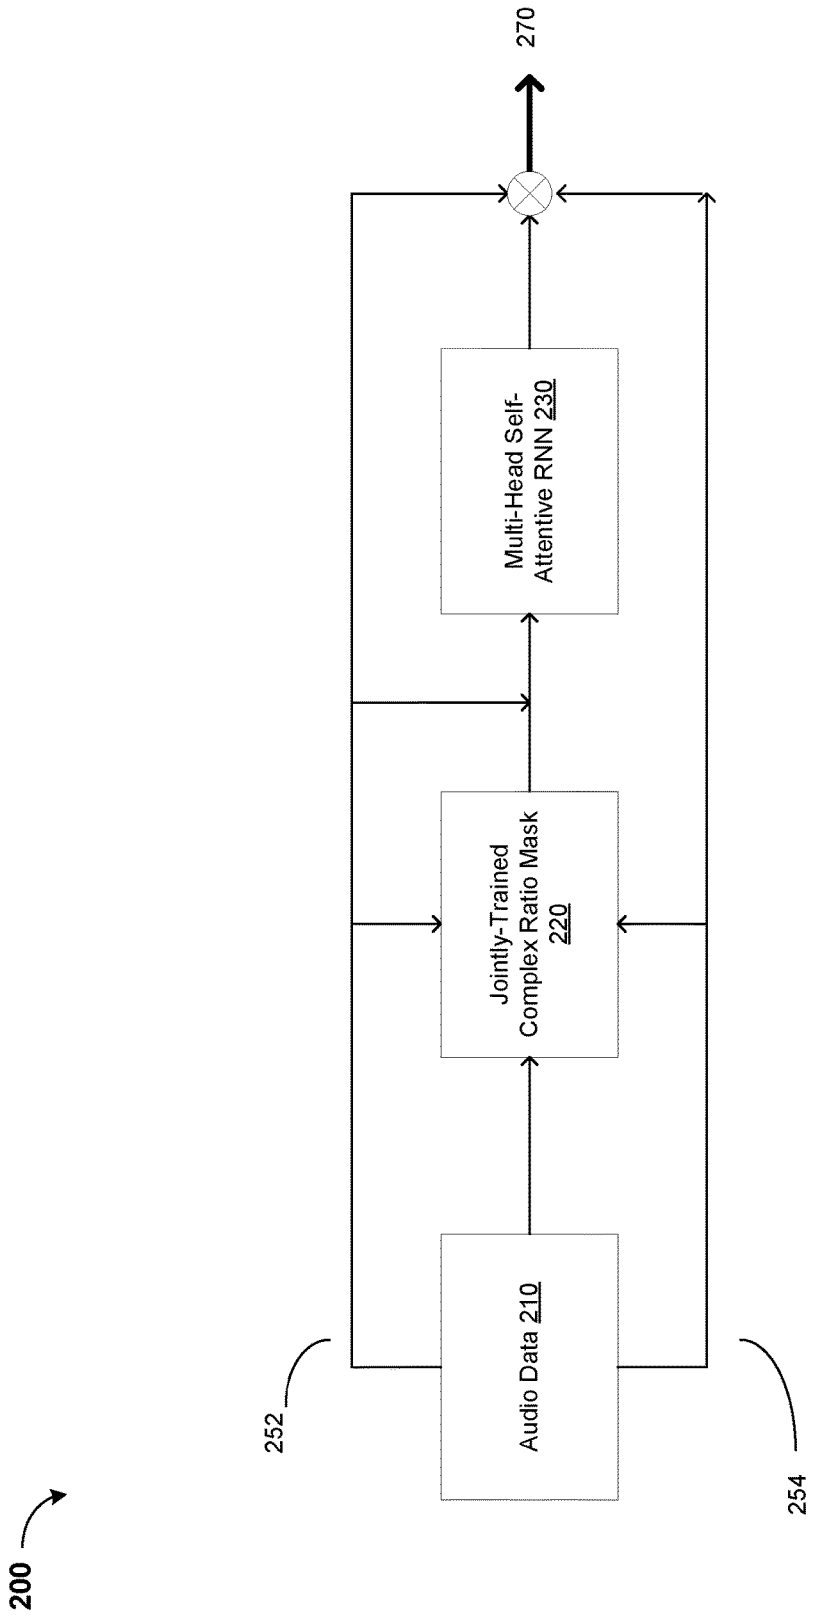 200
252
Audio Data 210
254
Jointly-Trained
Complex Ratio Mask
220
Multi-Head Self-
Attentive RNN 230
270